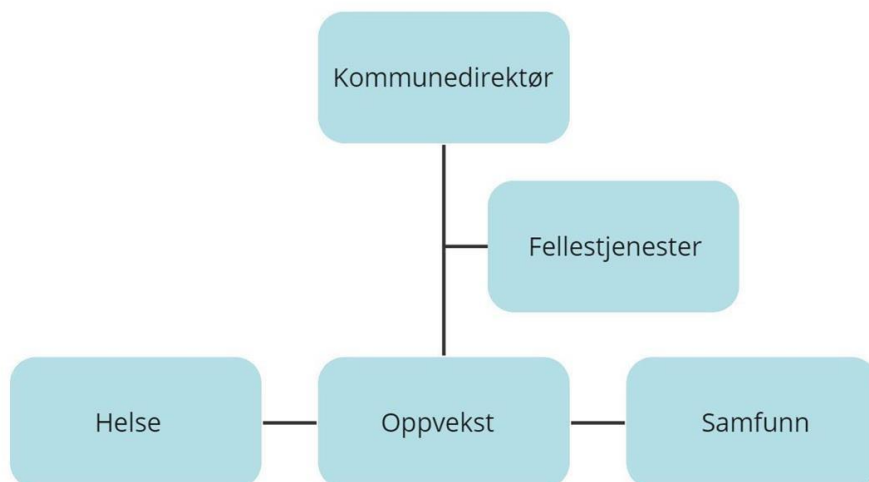 Kommunedirektør
Fellestjenester
Helse
Oppvekst
Samfunn